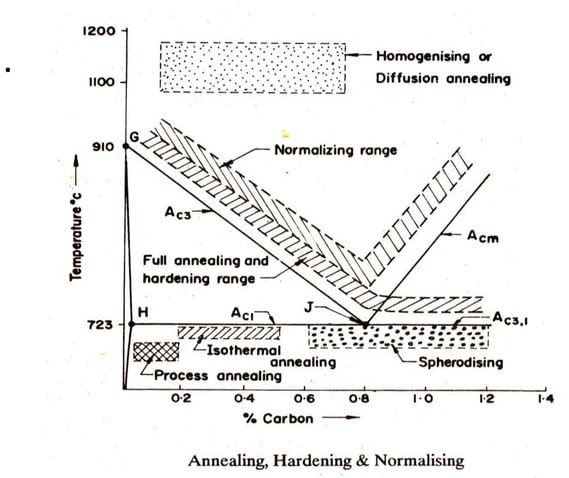 1200
Homogenising or
Diffusion annealing
1100
G
910
Normalizing range
Temperature °c
Ac3
Acm
Full annealing and
hardening range
J
H
Ac1
Ac3,1
723
Isothermal
annealing
Spherodising
Process annealing
0·2 0·4 0·6 0·8 1·0 1·2 1·4
% Carbon
Annealing, Hardening & Normalising